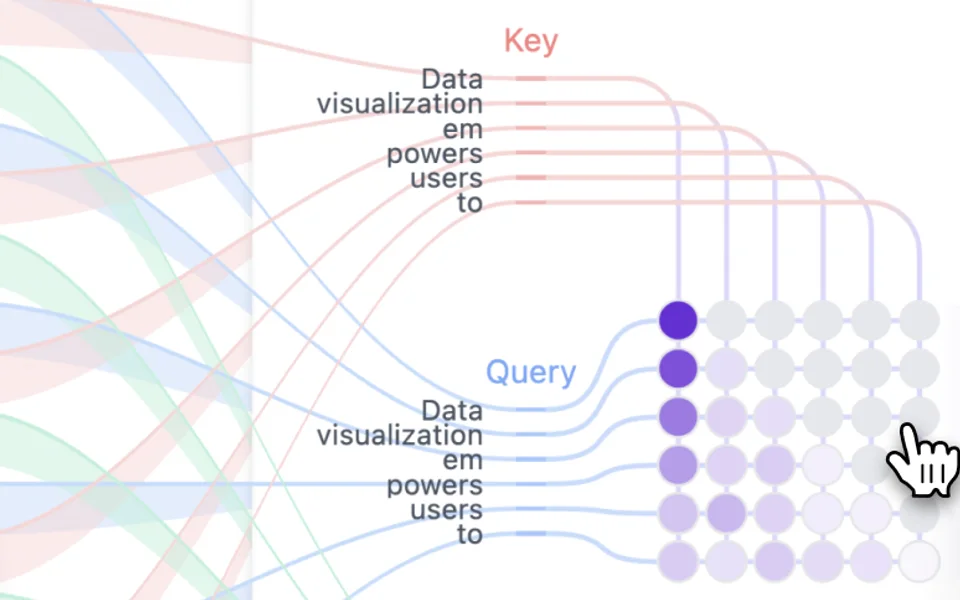 Key
Data
visualization
em
powers
users
to
Query
Data
visualization
em
powers
users
to